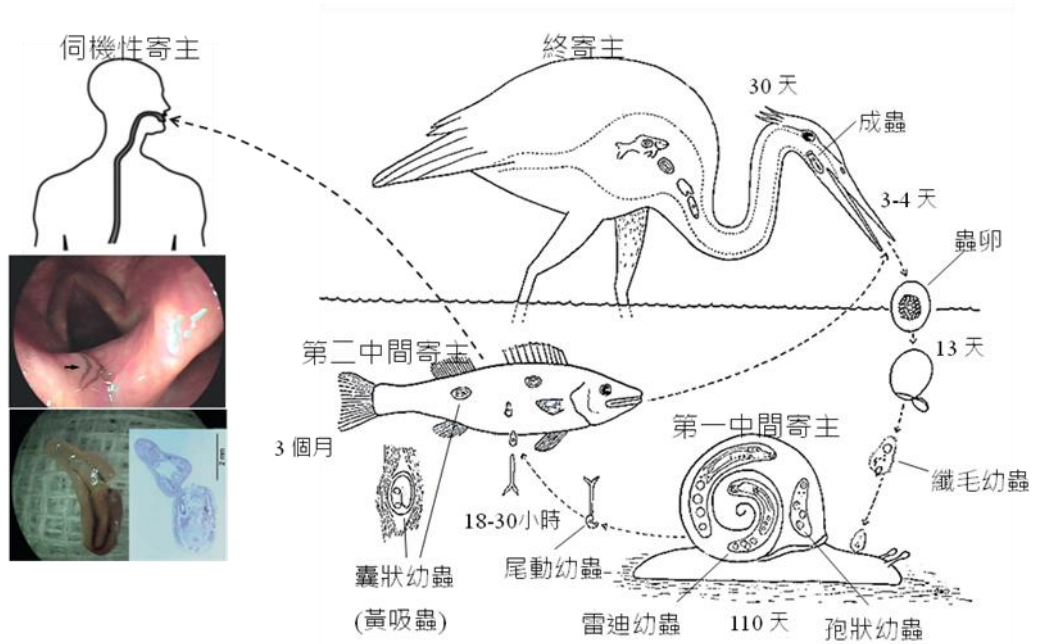 伺機性寄主
終寄主
30 天
成蟲
3-4 天
蟲卵
13 天
第二中間寄主
第一中間寄主
3 個月
纖毛幼蟲
2 mm
18-30小時
囊狀幼蟲
(黃吸蟲)
尾動幼蟲
雷迪幼蟲
110 天
孢狀幼蟲